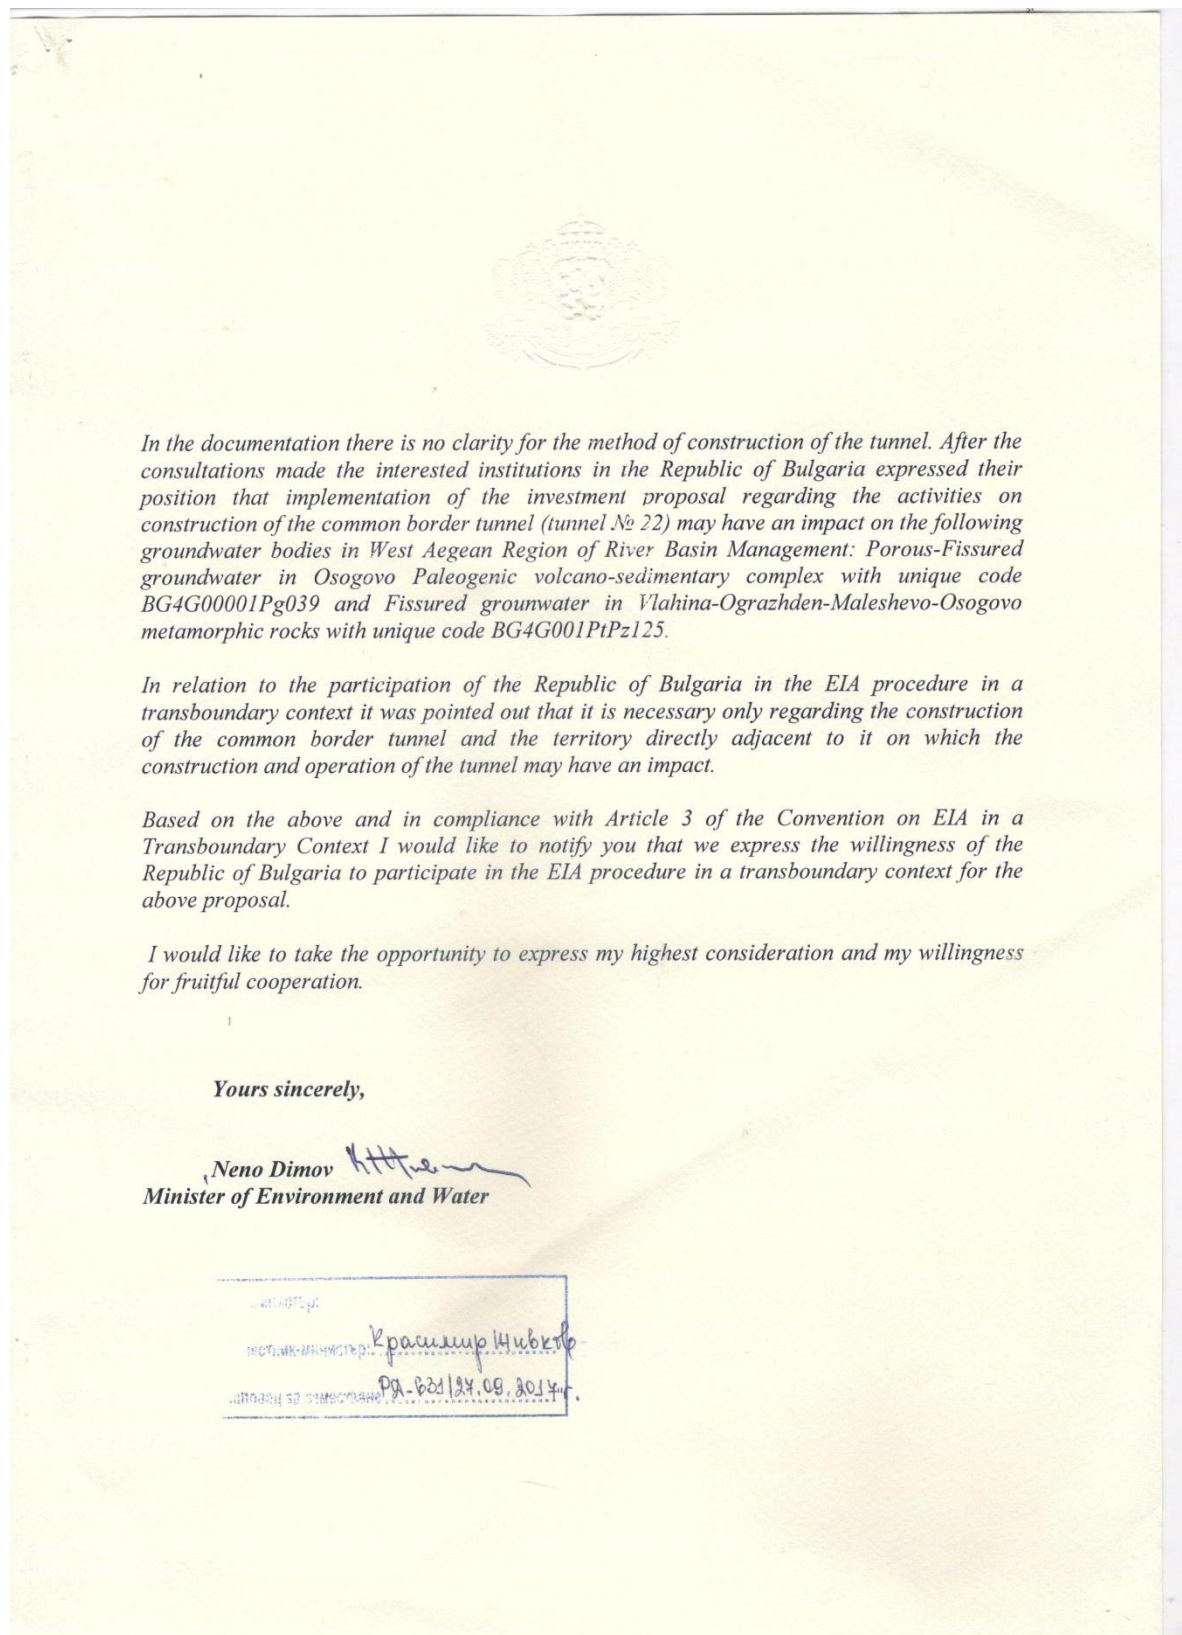 In the documentation there is no clarity for the method of construction of the tunnel. After the
consultations made the interested institutions in the Republic of Bulgaria expressed their
position that implementation of the investment proposal regarding the activities on
construction of the common border tunnel (tunnel № 22) may have an impact on the following
groundwater bodies in West Aegean Region of River Basin Management: Porous-Fissured
groundwater in Osogovo Paleogenic volcano-sedimentary complex with unique code
BG4G00001Pg039 and Fissured grounwater in Vlahina-Ograzhden-Maleshevo-Osogovo
metamorphic rocks with unique code BG4G001PtPz125.
In relation to the participation of the Republic of Bulgaria in the EIA procedure in a
transboundary context it was pointed out that it is necessary only regarding the construction
of the common border tunnel and the territory directly adjacent to it on which the
construction and operation of the tunnel may have an impact.
Based on the above and in compliance with Article 3 of the Convention on EIA in a
Transboundary Context I would like to notify you that we express the willingness of the
Republic of Bulgaria to participate in the EIA procedure in a transboundary context for the
above proposal.
I would like to take the opportunity to express my highest consideration and my willingness
for fruitful cooperation.
Yours sincerely,
Neno Dimov
Minister of Environment and Water
Красимир Живков
РД-631/27.09.2017 г.